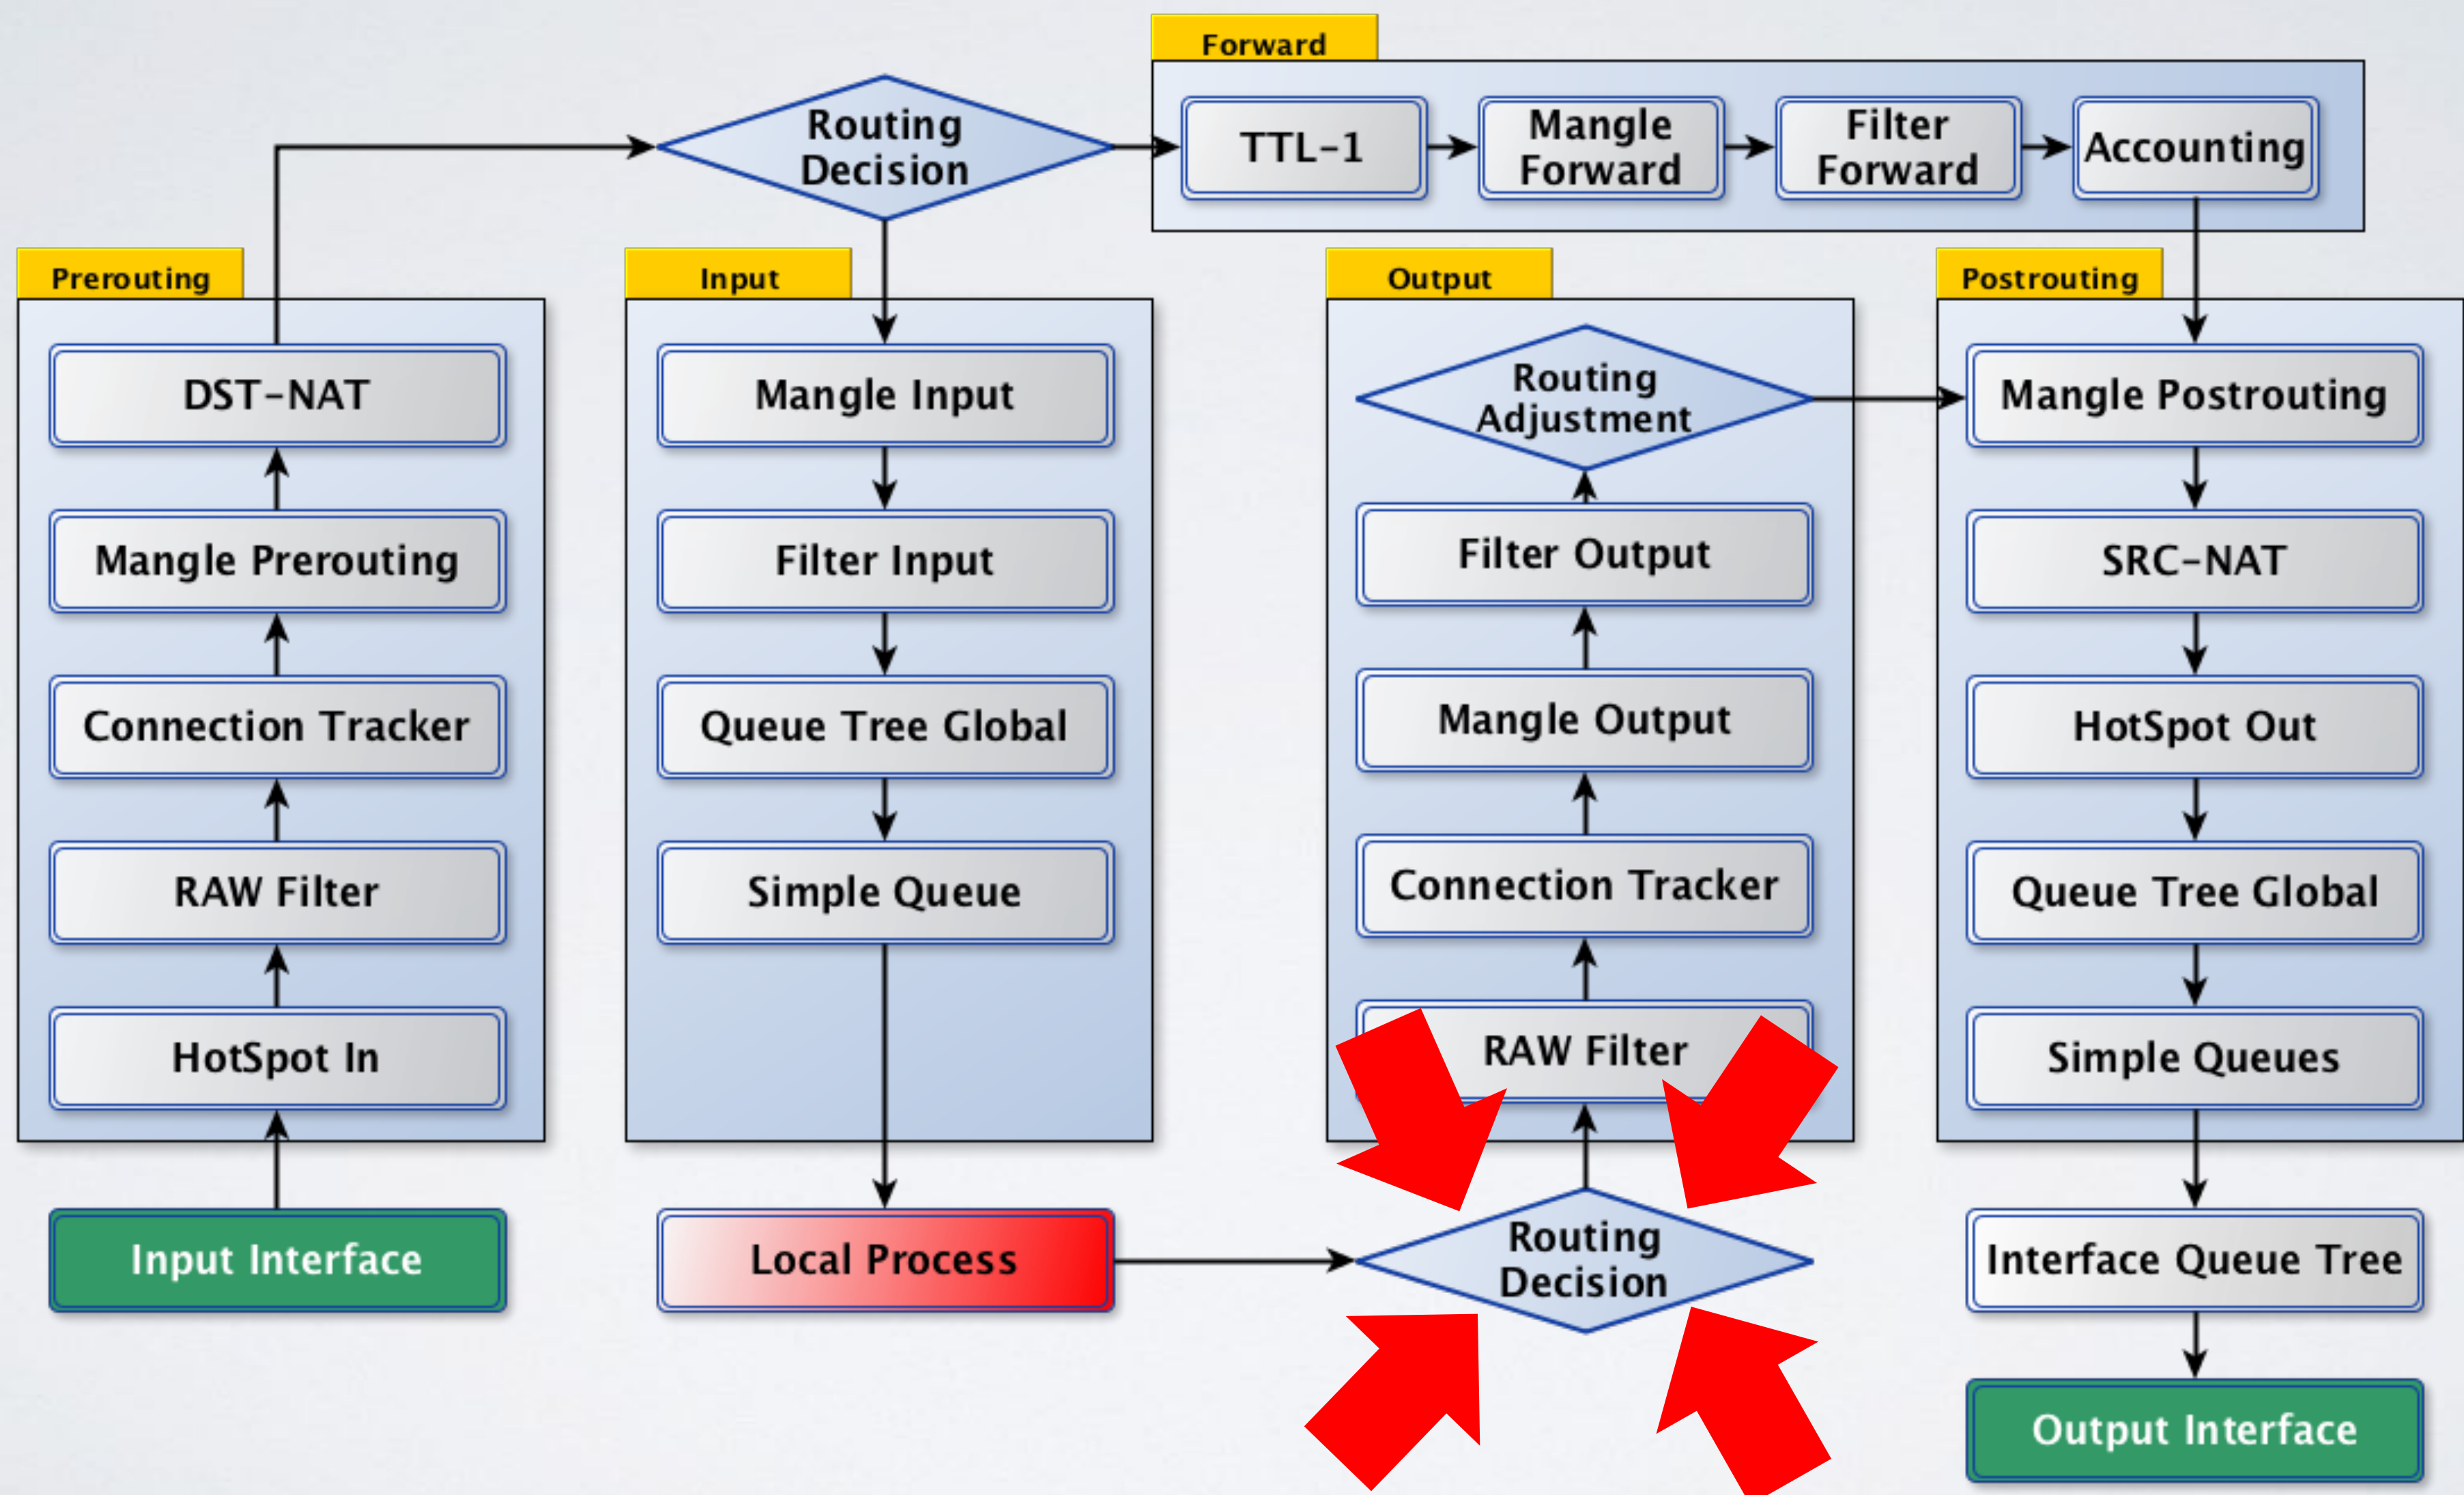 Forward
Routing
Decision
TTL-1
Mangle
Forward
Filter
Forward
Accounting
Prerouting
DST-NAT
Mangle Prerouting
Connection Tracker
RAW Filter
HotSpot In
Input Interface
Input
Mangle Input
Filter Input
Queue Tree Global
Simple Queue
Local Process
Output
Routing
Adjustment
Filter Output
Mangle Output
Connection Tracker
RAW Filter
Routing
Decision
Postrouting
Mangle Postrouting
SRC-NAT
HotSpot Out
Queue Tree Global
Simple Queues
Interface Queue Tree
Output Interface